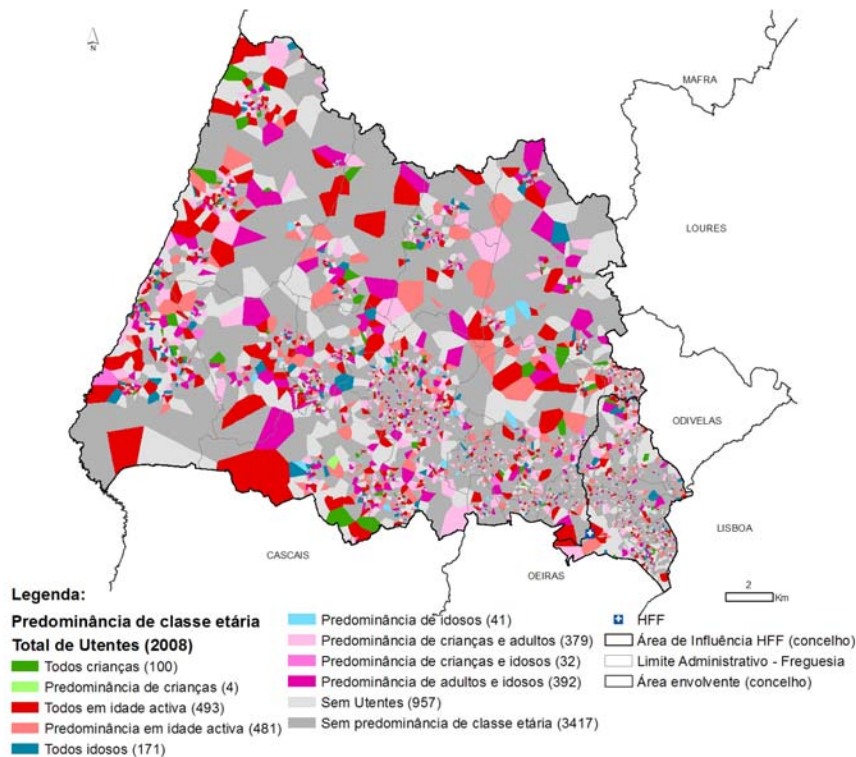 N
MAFRA
LOURES
ODIVELAS
LISBOA
CASCAIS
OEIRAS
2
Km
Legenda:
Predominância de classe etária
Total de Utentes (2008)
Todos crianças (100)
Predominância de crianças (4)
Todos em idade activa (493)
Predominância em idade activa (481)
Todos idosos (171)
Predominância de idosos (41)
Predominância de crianças e adultos (379)
Predominância de crianças e idosos (32)
Predominância de adultos e idosos (392)
Sem Utentes (957)
Sem predominância de classe etária (3417)
HFF
Área de Influência HFF (concelho)
Limite Administrativo - Freguesia
Área envolvente (concelho)